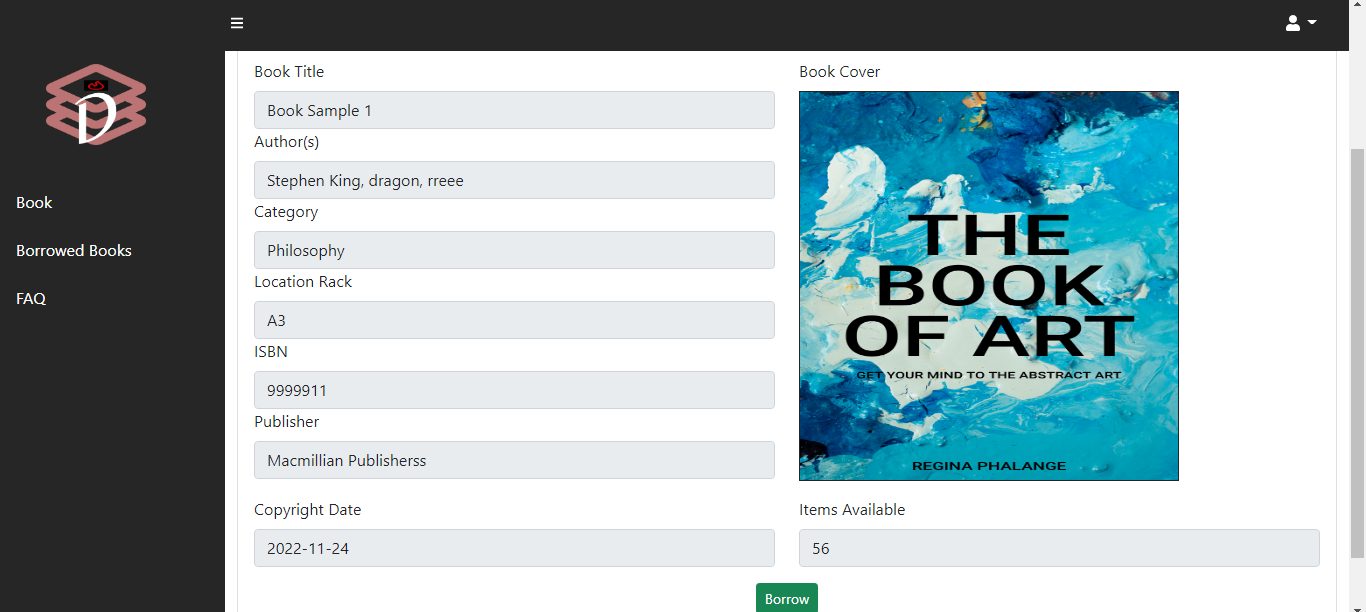 D
Book
Borrowed Books
FAQ
Book Title
Book Sample 1
Author(s)
Stephen King, dragon, rreee
Category
Philosophy
Location Rack
A3
ISBN
9999911
Publisher
Macmillian Publisherss
Copyright Date
2022-11-24
Book Cover
THE
BOOK
OF ART
GET YOUR MIND TO THE ABSTRACT ART
REGINA PHALANGE
Items Available
56
Borrow